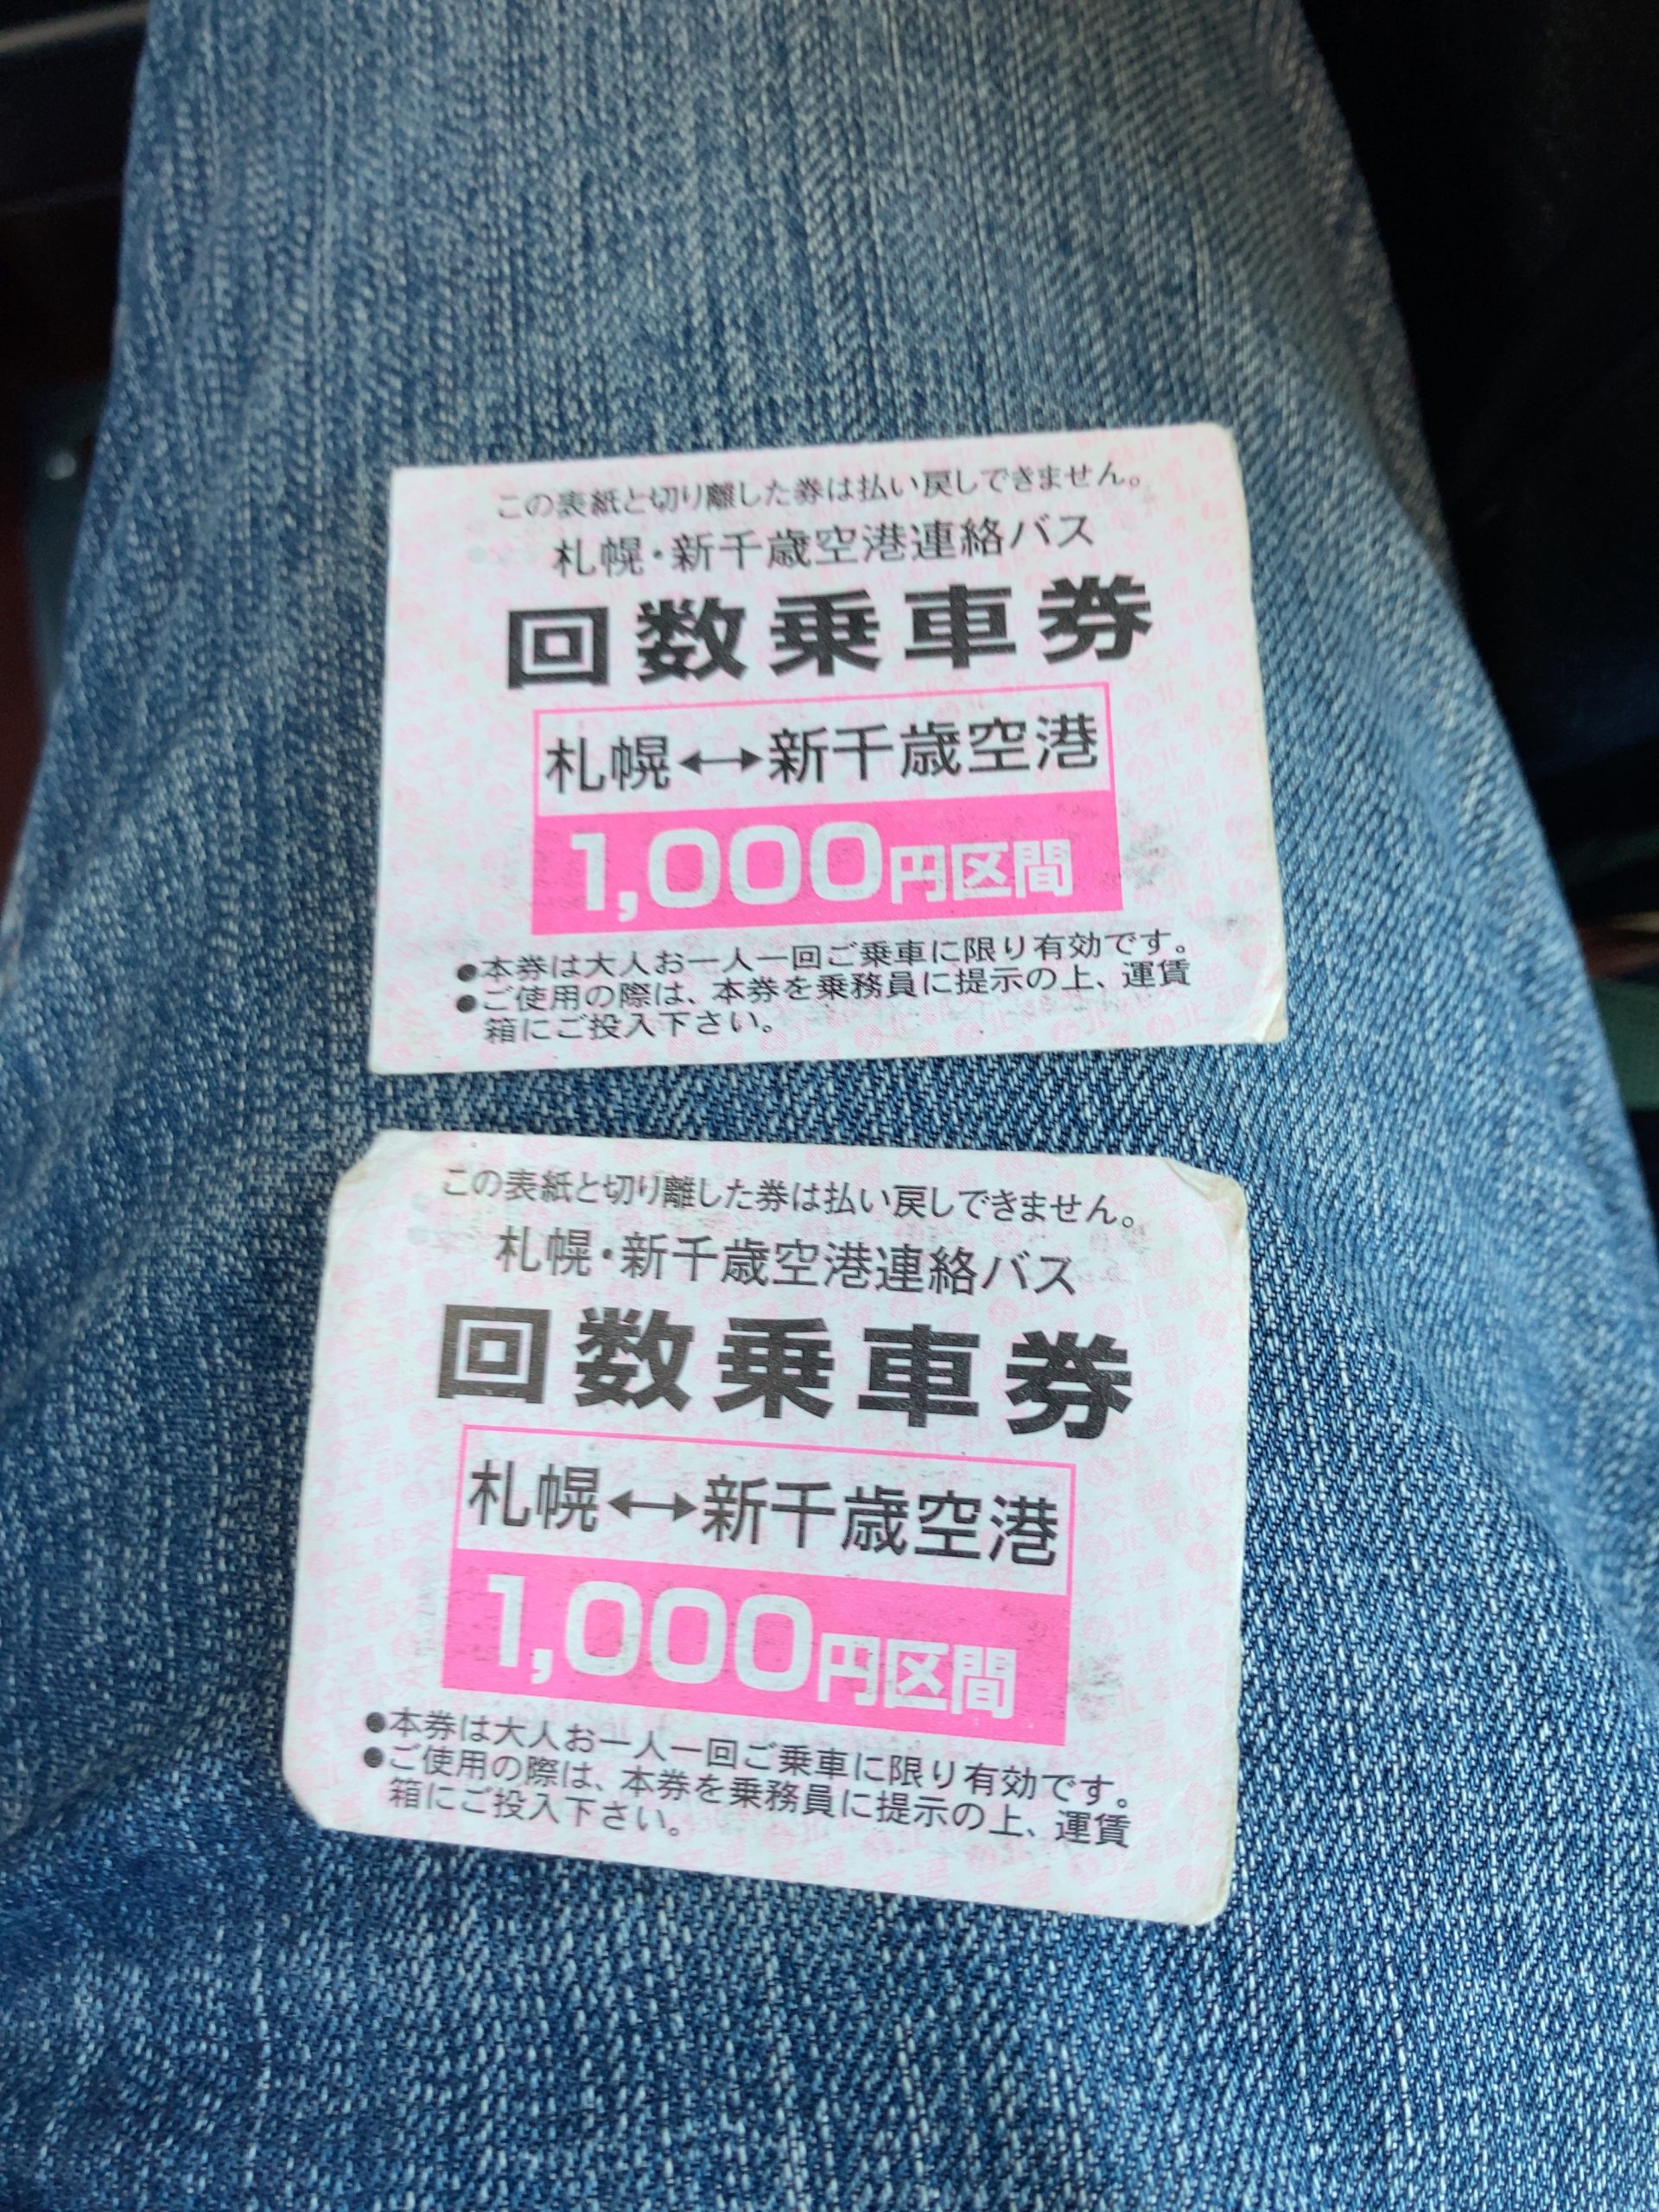 この表紙と切り離した券は払い戻しできません。
札幌・新千歳空港連絡バス
回数乗車券
札幌↔新千歳空港
1,000円区間
●本券は大人お一人一回ご乗車に限り有効です。
●ご使用の際は、本券を乗務員に提示の上、運賃
箱にご投入下さい。
この表紙と切り離した券は払い戻しできません。
札幌・新千歳空港連絡バス
回数乗車券
札幌↔新千歳空港
1,000円区間
●本券は大人お一人一回ご乗車に限り有効です。
●ご使用の際は、本券を乗務員に提示の上、運賃
箱にご投入下さい。